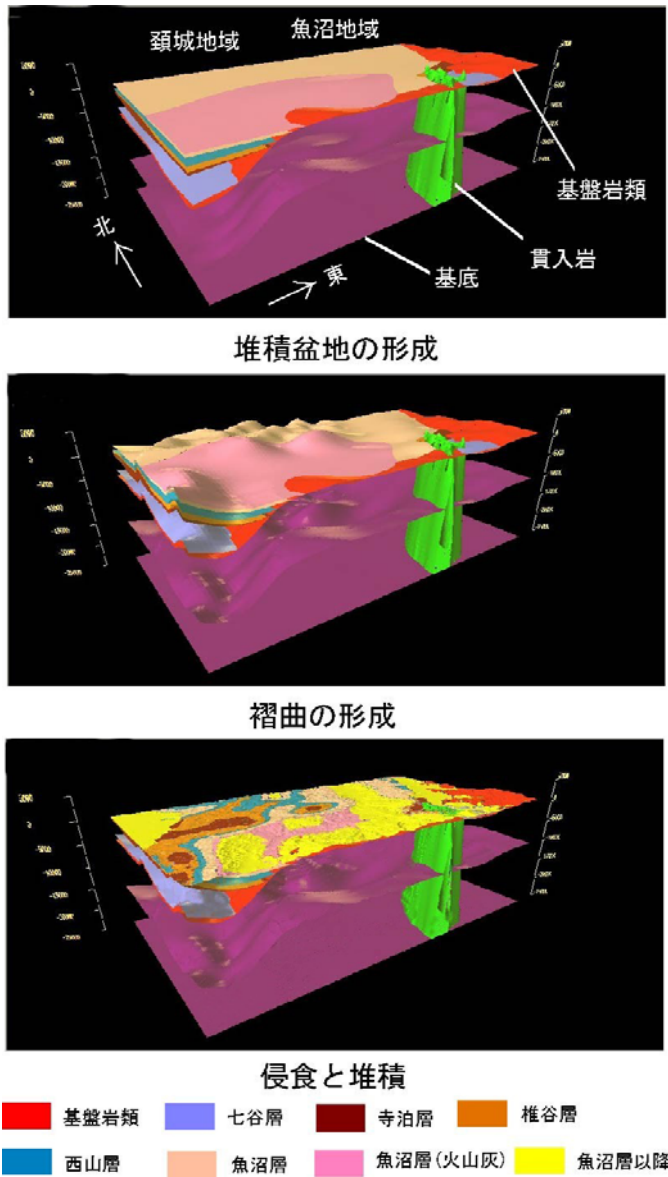 頚城地域 魚沼地域
基盤岩類
貫入岩
基底
北
東
堆積盆地の形成
褶曲の形成
侵食と堆積
基盤岩類 七谷層 寺泊層 椎谷層
西山層 魚沼層 魚沼層(火山灰) 魚沼層以降